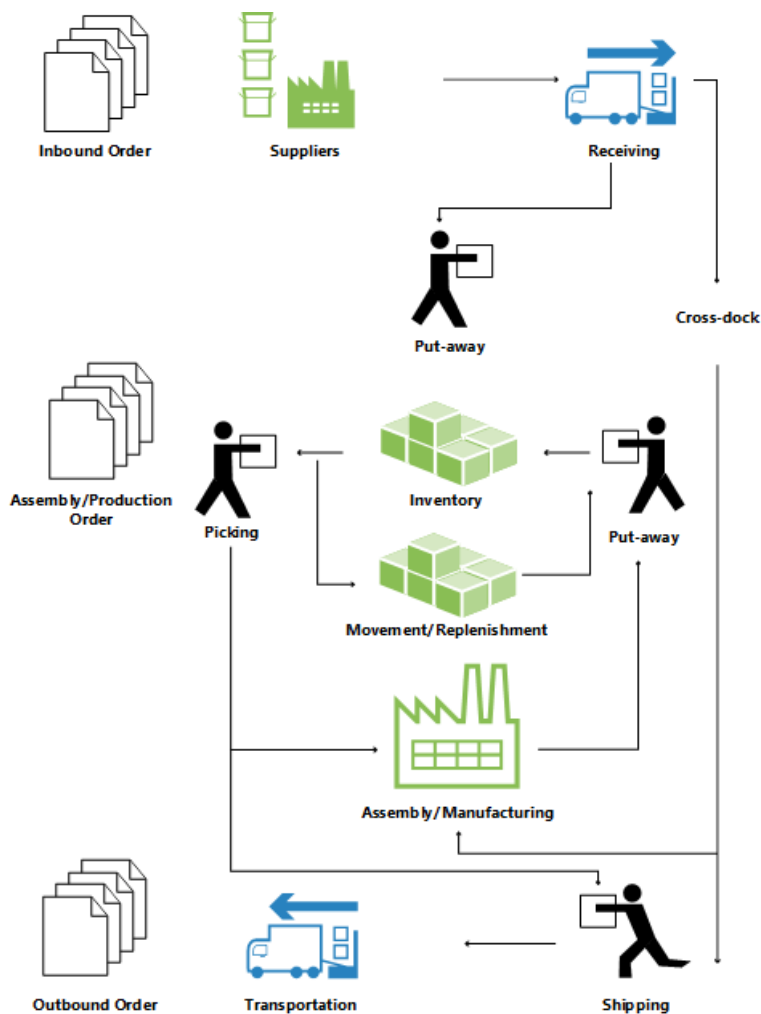 Inbound Order
Suppliers
Receiving
Put-away
Cross-dock
Assembly/Production
Order
Picking
Inventory
Put-away
Movement/Replenishment
Assembly/Manufacturing
Outbound Order
Transportation
Shipping